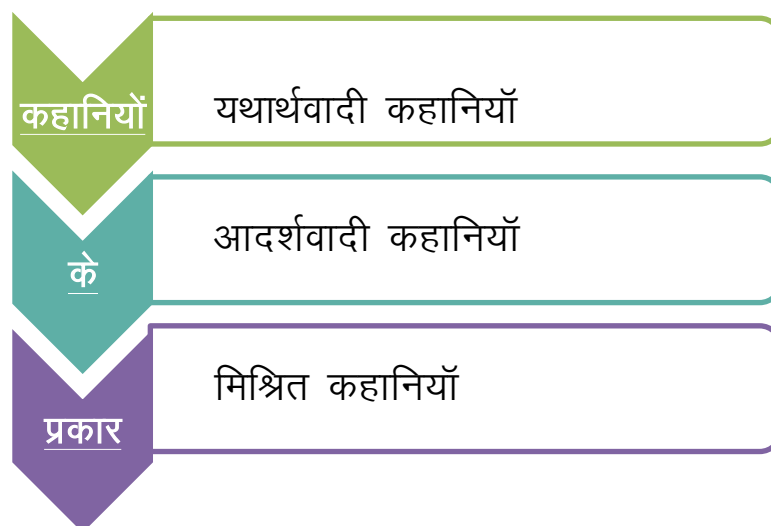 कहानियों
यथार्थवादी कहानियॉ
के
आदर्शवादी कहानियॉ
प्रकार
मिश्रित कहानियॉ